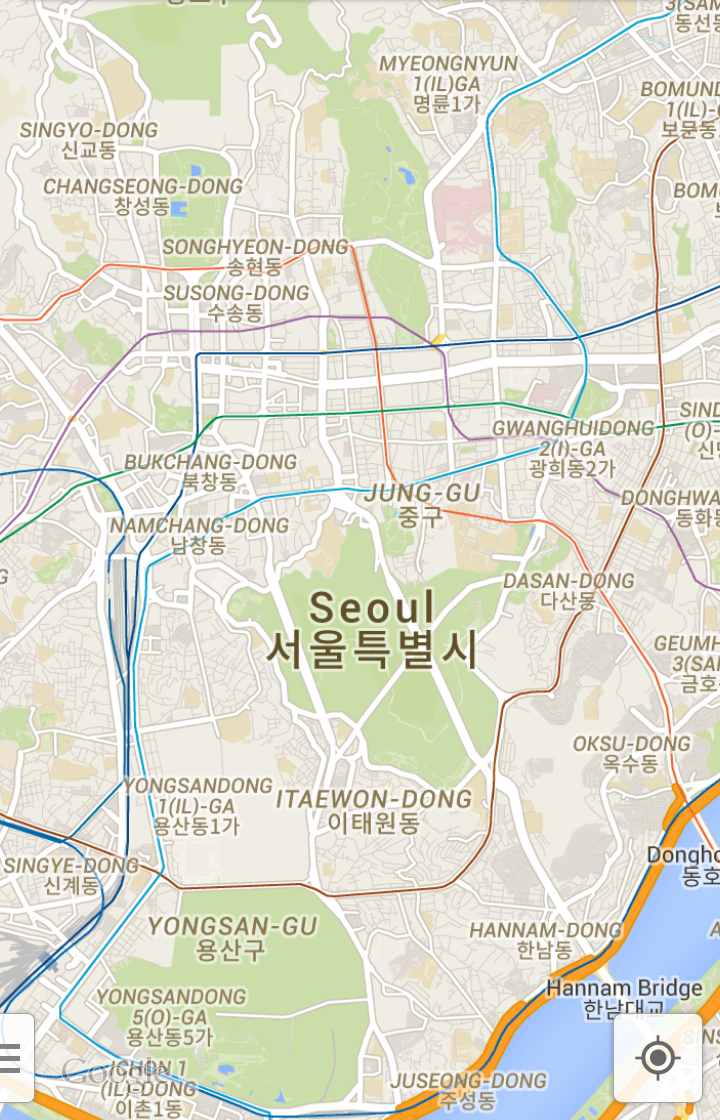 3(SAM
동선동
MYEONGNYUN
1(IL)GA
명륜1가
BOMUND
1(IL)-
보문동
SINGYO-DONG
신교동
CHANGSEONG-DONG
창성동
BOM
SONGHYEON-DONG
송현동
SUSONG-DONG
수송동
SIND
(O)-
신당
GWANGHUIDONG
2(I)-GA
광희동2가
BUKCHANG-DONG
북창동
JUNG-GU
중구
DONGHWA
동화동
NAMCHANG-DONG
남창동
G
DASAN-DONG
다산동
Seoul
서울특별시
GEUMH
3(SA
금호
OKSU-DONG
옥수동
YONGSANDONG
1(IL)-GA
용산동1가
ITAEWON-DONG
이태원동
SINGYE-DONG
신계동
Dongho
동호
YONGSAN-GU
용산구
HANNAM-DONG
한남동
Hannam Bridge
한남대교
YONGSANDONG
5(O)-GA
용산동5가
SINS
Google
ICHON 1
(IL)-DONG
이촌1동
JUSEONG-DONG
주성동